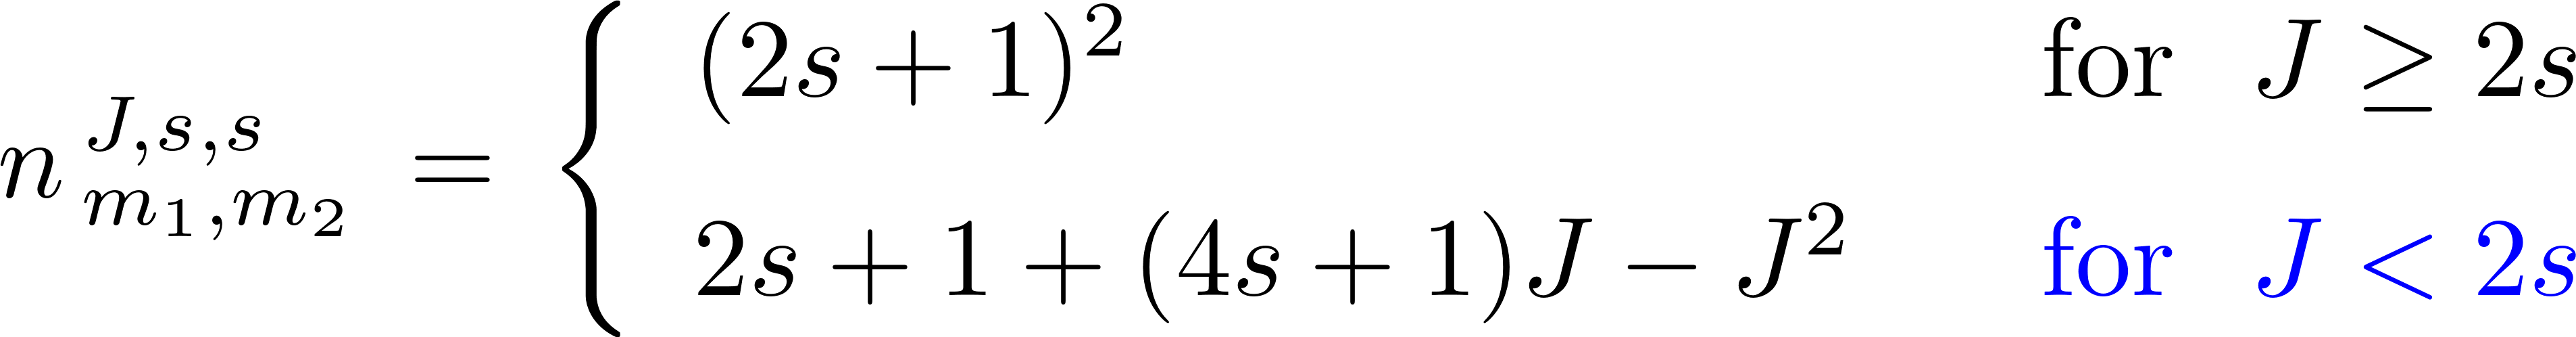 n^{J,s,s}_{m_1,m_2} = { (2s + 1)^2 for J ≥ 2s
2s + 1 + (4s + 1)J − J^2 for J < 2s